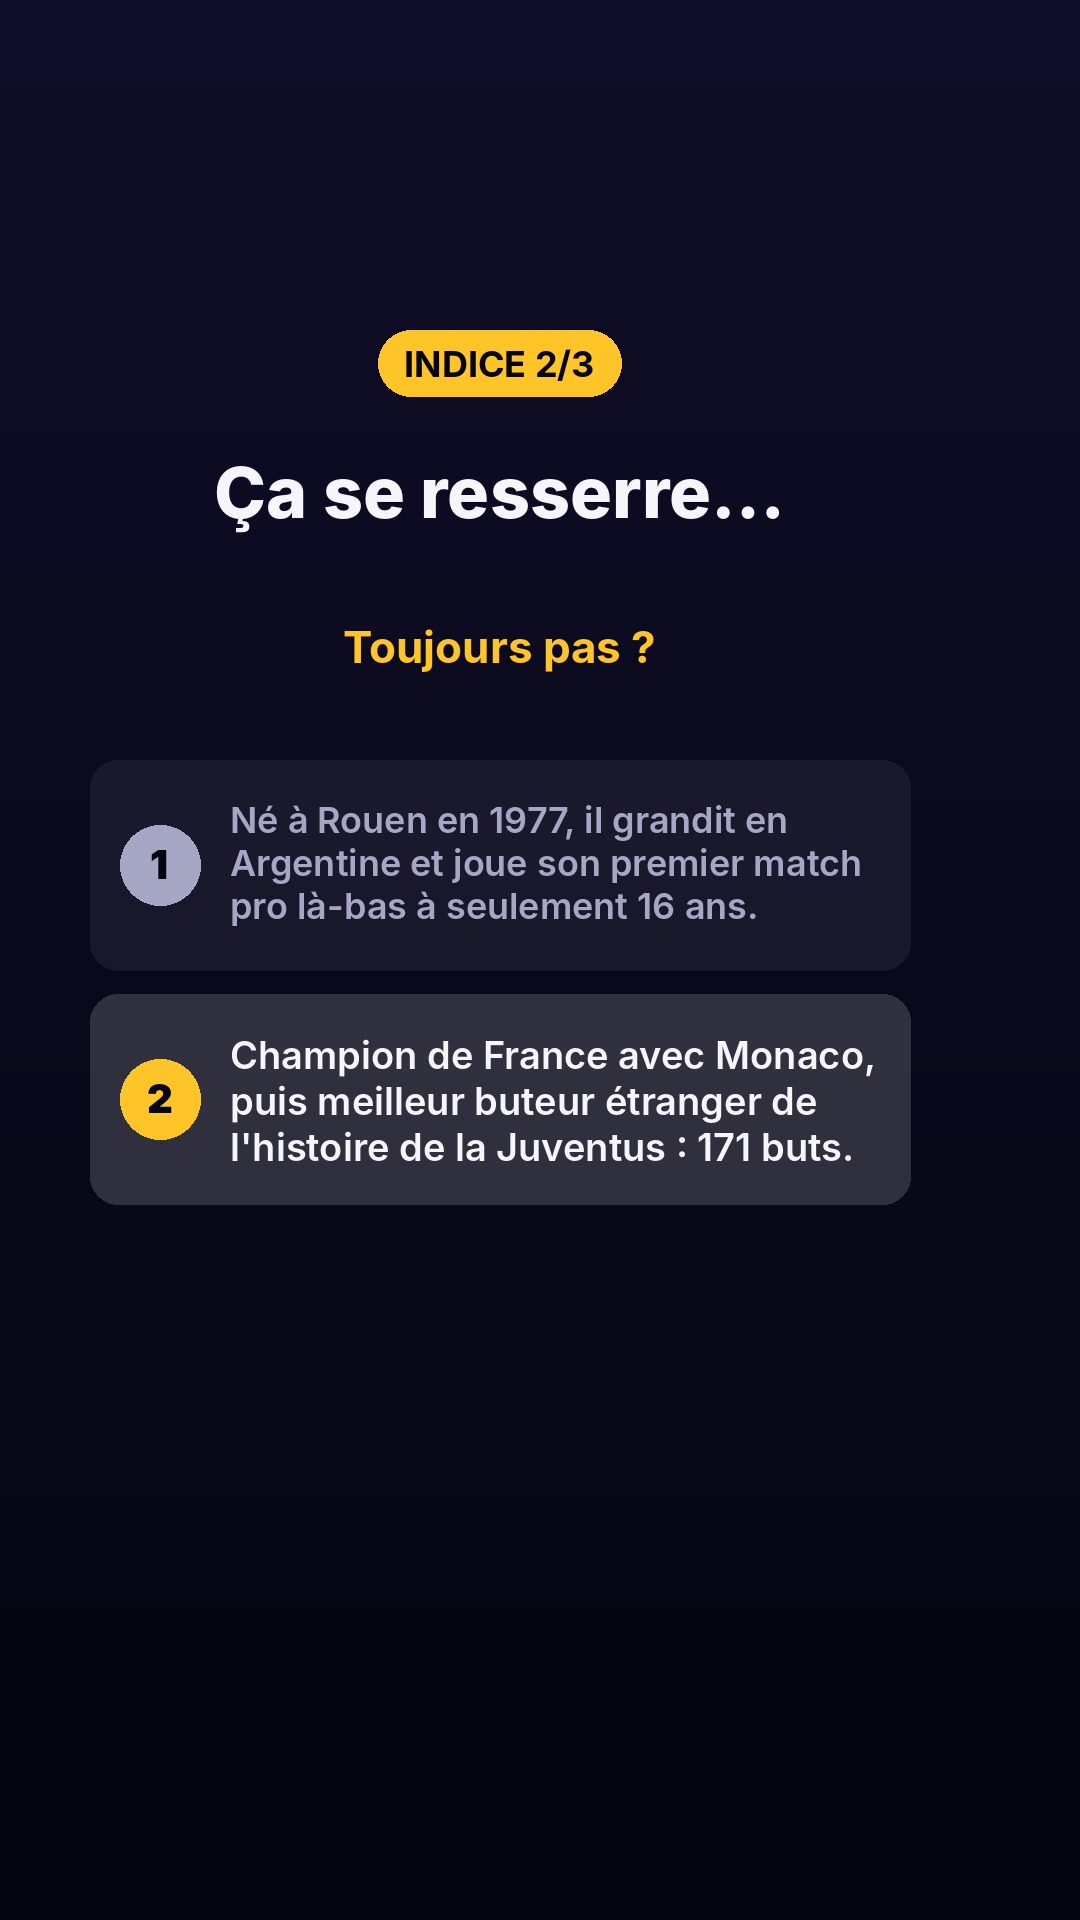 INDICE 2/3
Ça se resserre...
Toujours pas ?
1
Né à Rouen en 1977, il grandit en
Argentine et joue son premier match
pro là-bas à seulement 16 ans.
2
Champion de France avec Monaco,
puis meilleur buteur étranger de
l'histoire de la Juventus : 171 buts.